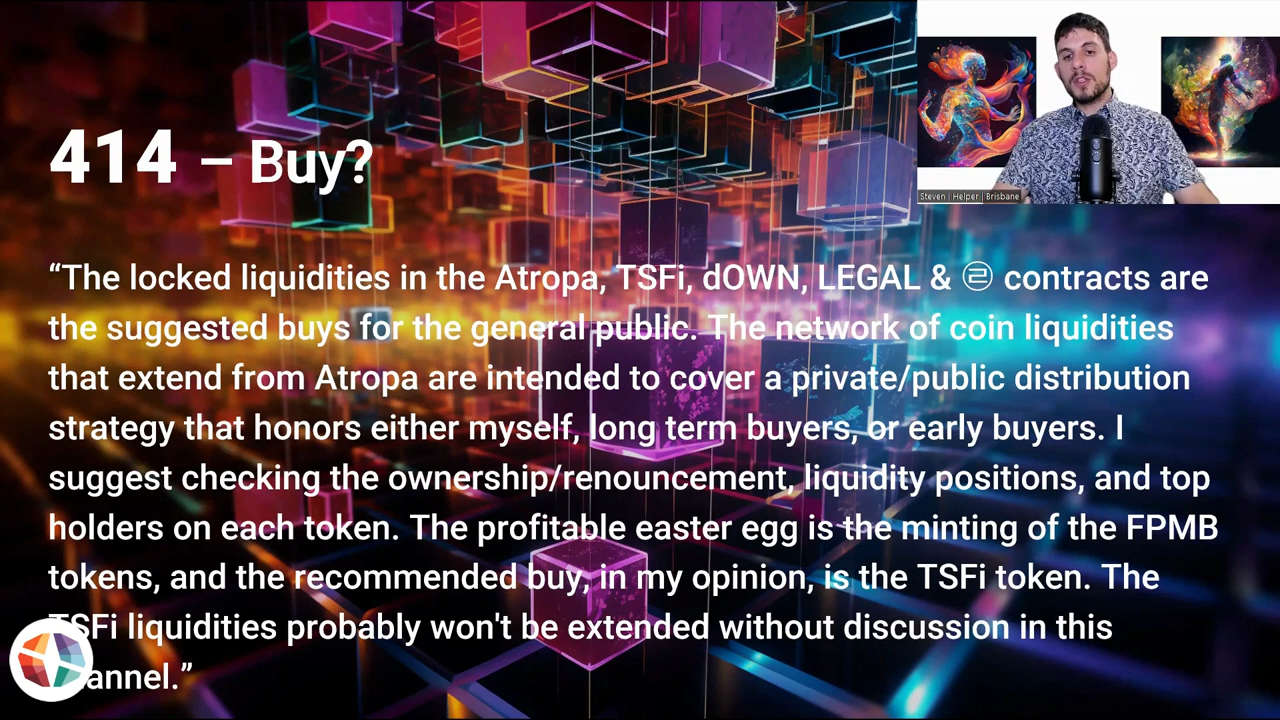 414 – Buy?
Steven | Helper | Brisbane
“The locked liquidities in the Atropa, TSFi, dOWN, LEGAL & ㉣ contracts are
the suggested buys for the general public. The network of coin liquidities
that extend from Atropa are intended to cover a private/public distribution
strategy that honors either myself, long term buyers, or early buyers. I
suggest checking the ownership/renouncement, liquidity positions, and top
holders on each token. The profitable easter egg is the minting of the FPMB
tokens, and the recommended buy, in my opinion, is the TSFi token. The
TSFi liquidities probably won't be extended without discussion in this
channel.”